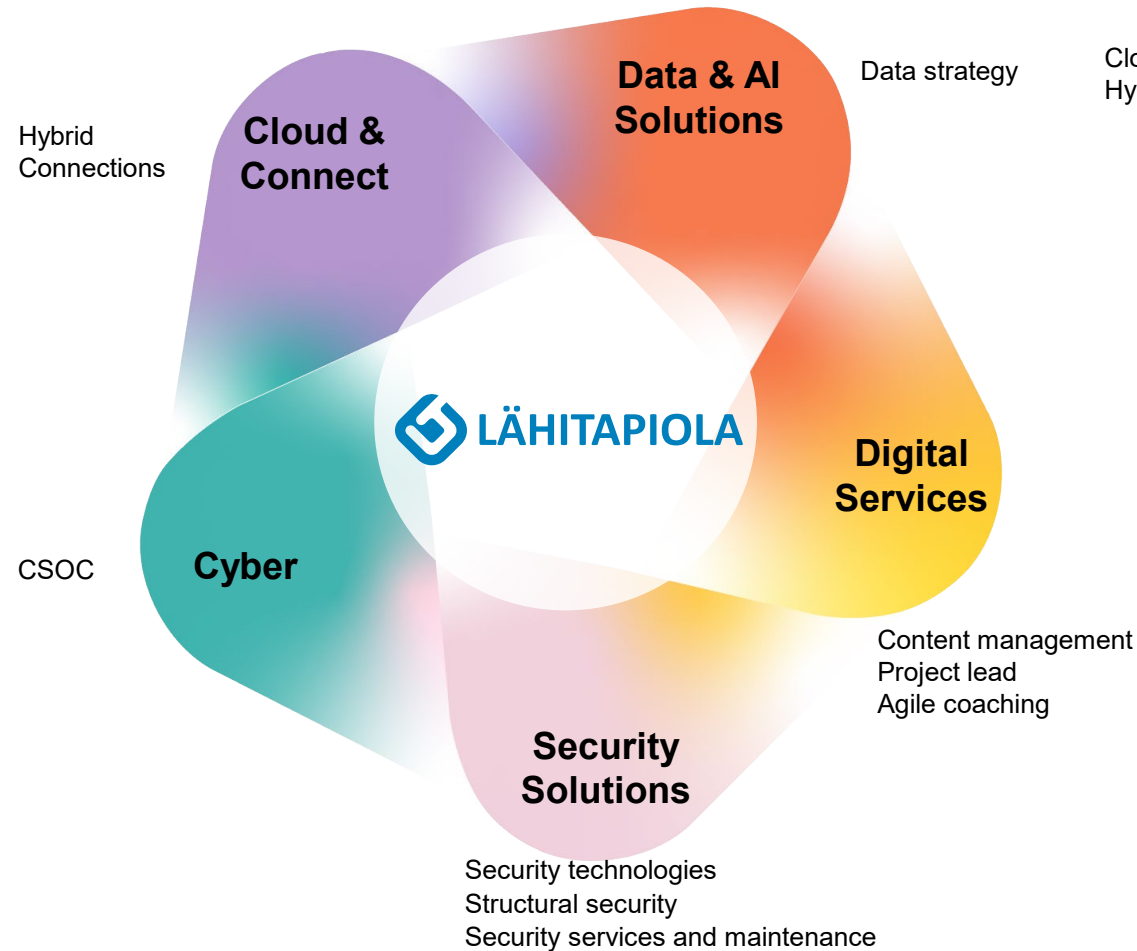 Data & AI
Solutions
Data strategy
Cloud &
Connect
Hybrid
Connections
LÄHITAPIOLA
Digital
Services
Content management
Project lead
Agile coaching
Cyber
CSOC
Security
Solutions
Security technologies
Structural security
Security services and maintenance